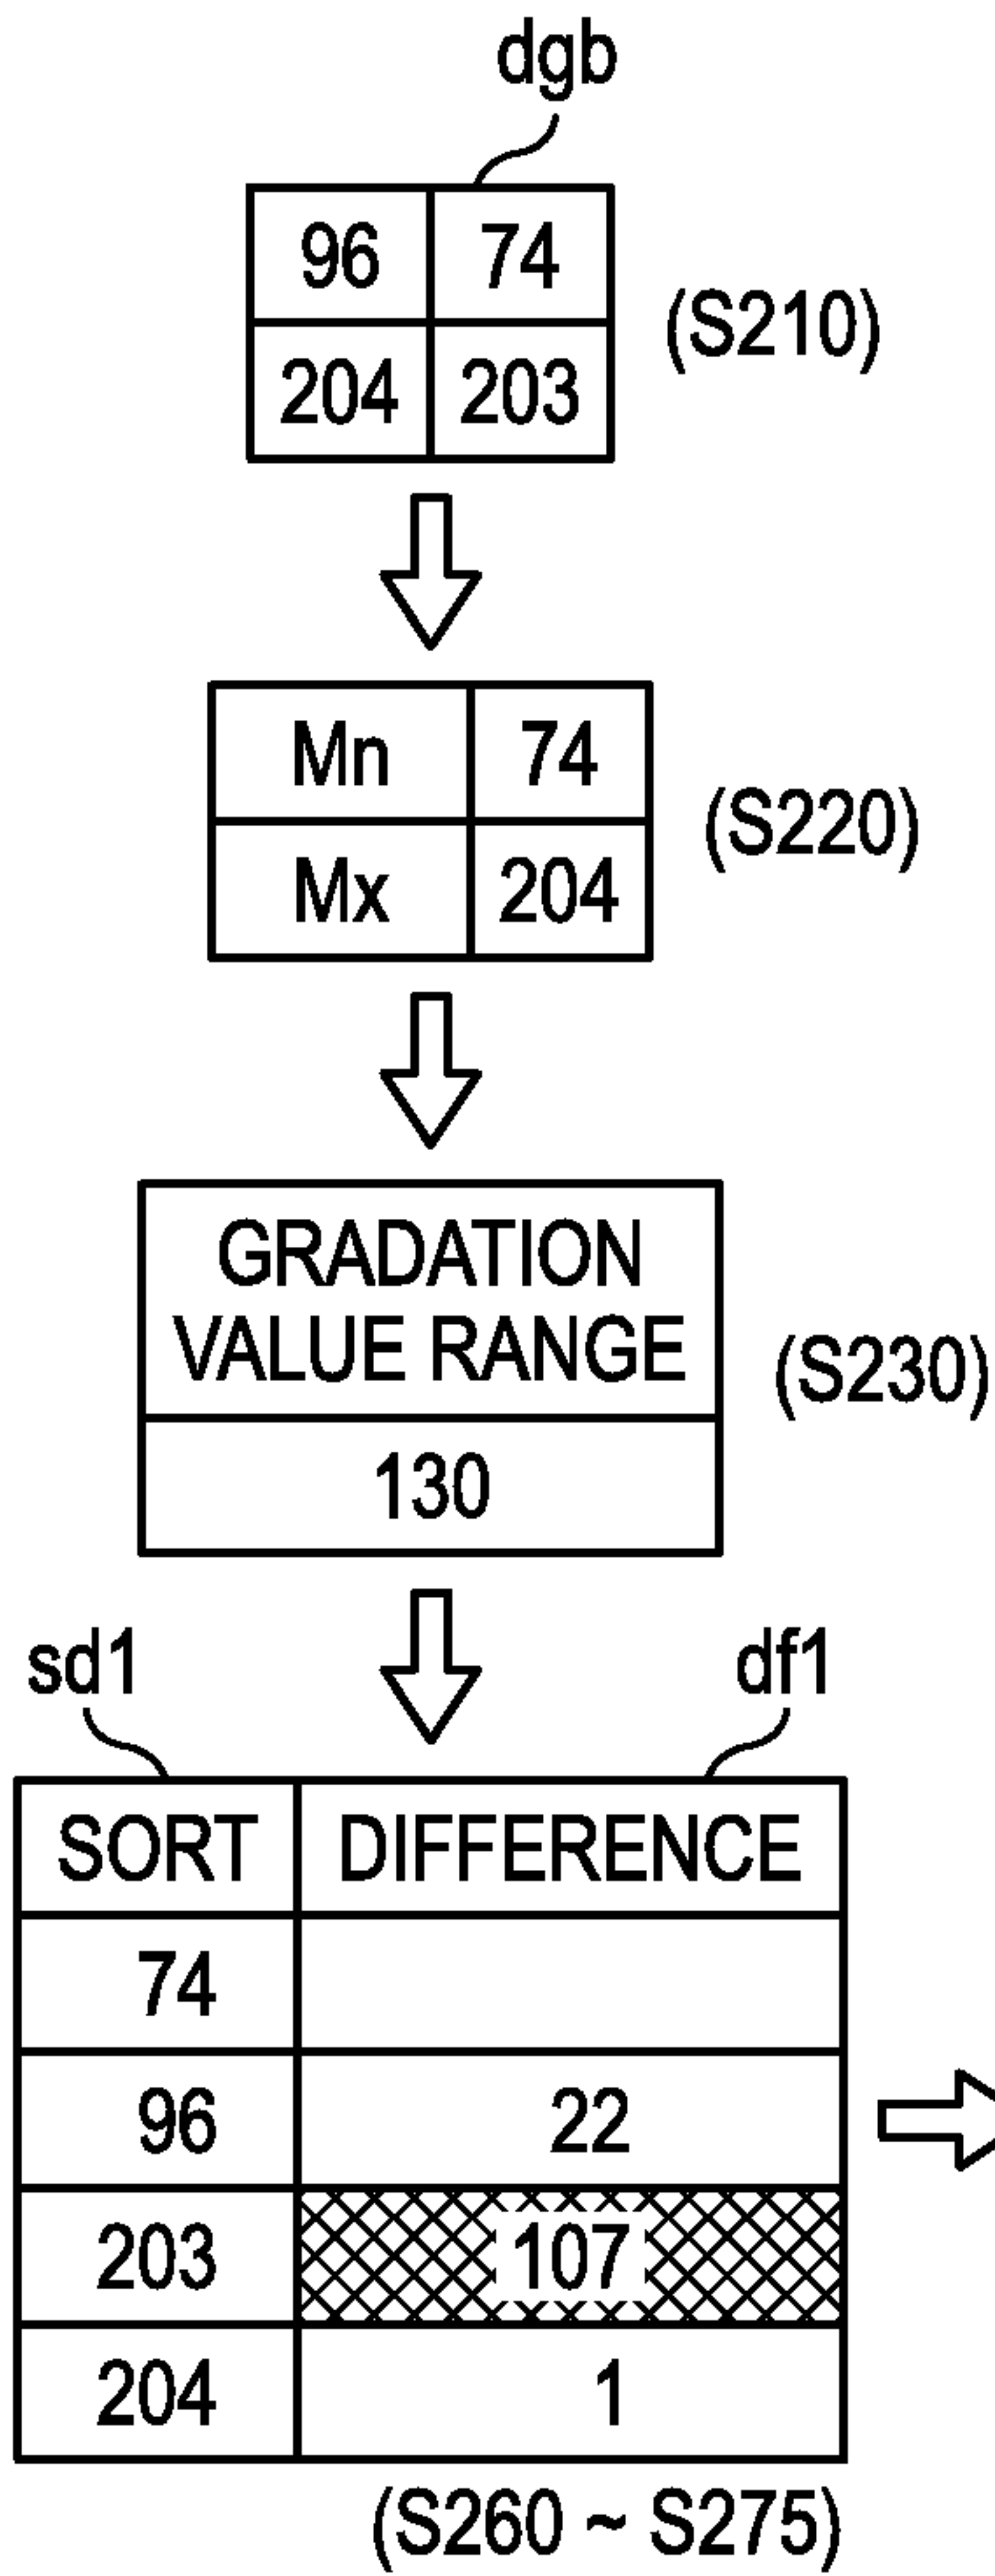 dgb
96 74
204 203
(S210)
Mn 74
Mx 204
(S220)
GRADATION
VALUE RANGE
130
(S230)
sd1
df1
SORT DIFFERENCE
74
96 22
203 107
204 1
(S260 ~ S275)